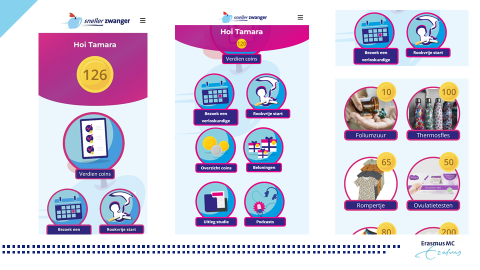 sneller zwanger
Hoi Tamara
126
Verdien coins
Bezoek een
Rookvrije start
sneller zwanger
Hoi Tamara
Verdien coins
Bezoek een
verloskundige
Rookvrije start
Overzicht coins
Beloningen
Uitleg studie
Podcasts
Bezoek een
verloskundige
Rookvrije start
10
100
Foliumzuur
Thermosfles
65
50
Rompertje
Ovulatietesten
80
200
Erasmus MC
Erasmus